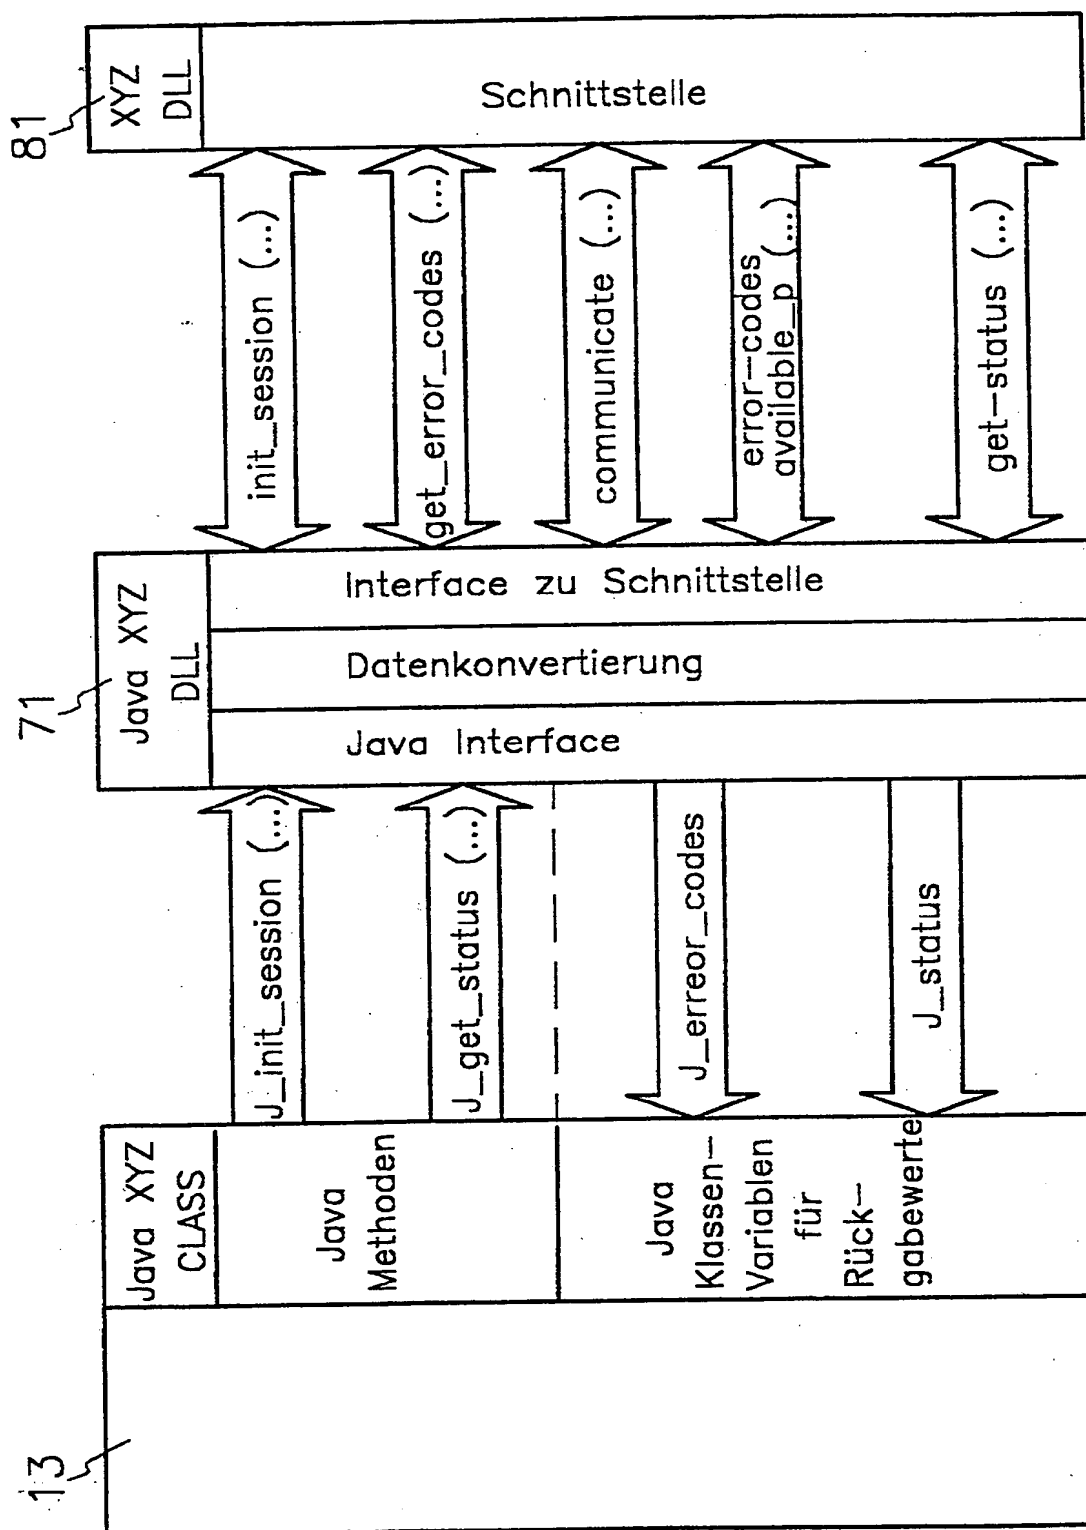 13
Java XYZ
CLASS
Java
Methoden
Java
Klassen-
Variablen
für
Rück-
gabewerte
J_init_session (...)
J_get_status (...)
J_erreor_codes
J_status
71
Java XYZ
DLL
Java Interface
Datenkonvertierung
Interface zu Schnittstelle
init_session (...)
get_error_codes (...)
communicate (...)
error-codes
available_p (...)
get-status (...)
81
XYZ
DLL
Schnittstelle